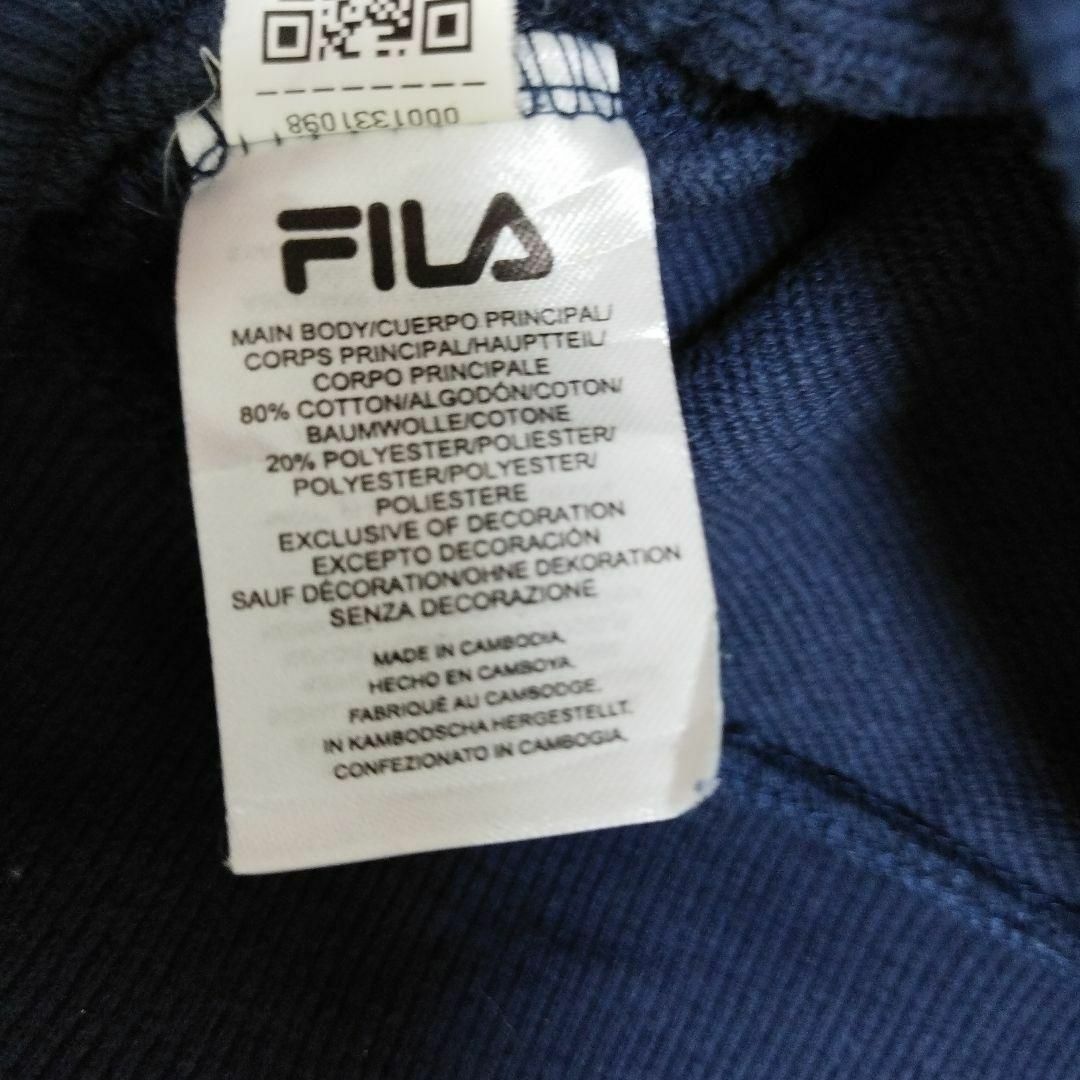 0001331098
FILA
MAIN BODY/CUERPO PRINCIPAL/
CORPS PRINCIPAL/HAUPTTEIL/
CORPO PRINCIPALE
80% COTTON/ALGODÓN/COTON/
BAUMWOLLE/COTONE
20% POLYESTER/POLIESTER/
POLYESTER/POLYESTER/
POLIESTERE
EXCLUSIVE OF DECORATION
EXCEPTO DECORACIÓN
SAUF DÉCORATION/OHNE DEKORATION
SENZA DECORAZIONE
MADE IN CAMBODIA.
HECHO EN CAMBOYA.
FABRIQUÉ AU CAMBODGE.
IN KAMBODSCHA HERGESTELLT.
CONFEZIONATO IN CAMBOGIA.